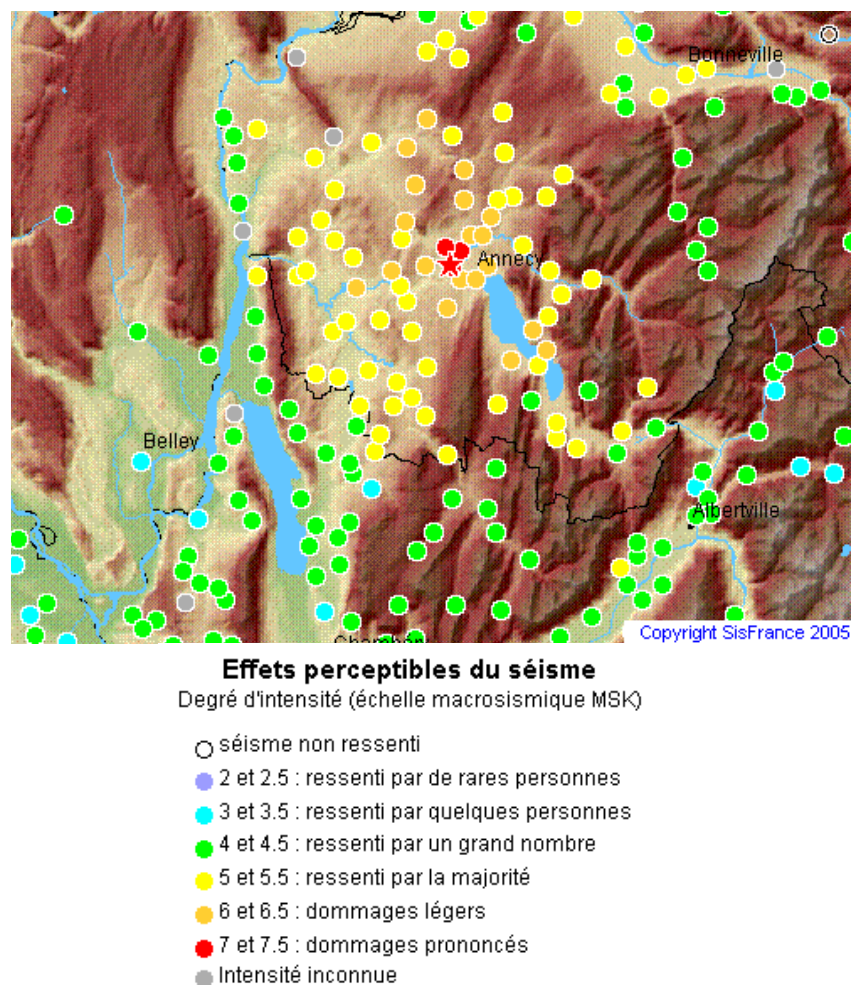 Bonneville
Annecy
Belley
Albertville
Copyright SisFrance 2005
Effets perceptibles du séisme
Degré d'intensité (échelle macrosismique MSK)
séisme non ressenti
2 et 2.5 : ressenti par de rares personnes
3 et 3.5 : ressenti par quelques personnes
4 et 4.5 : ressenti par un grand nombre
5 et 5.5 : ressenti par la majorité
6 et 6.5 : dommages légers
7 et 7.5 : dommages prononcés
Intensité inconnue